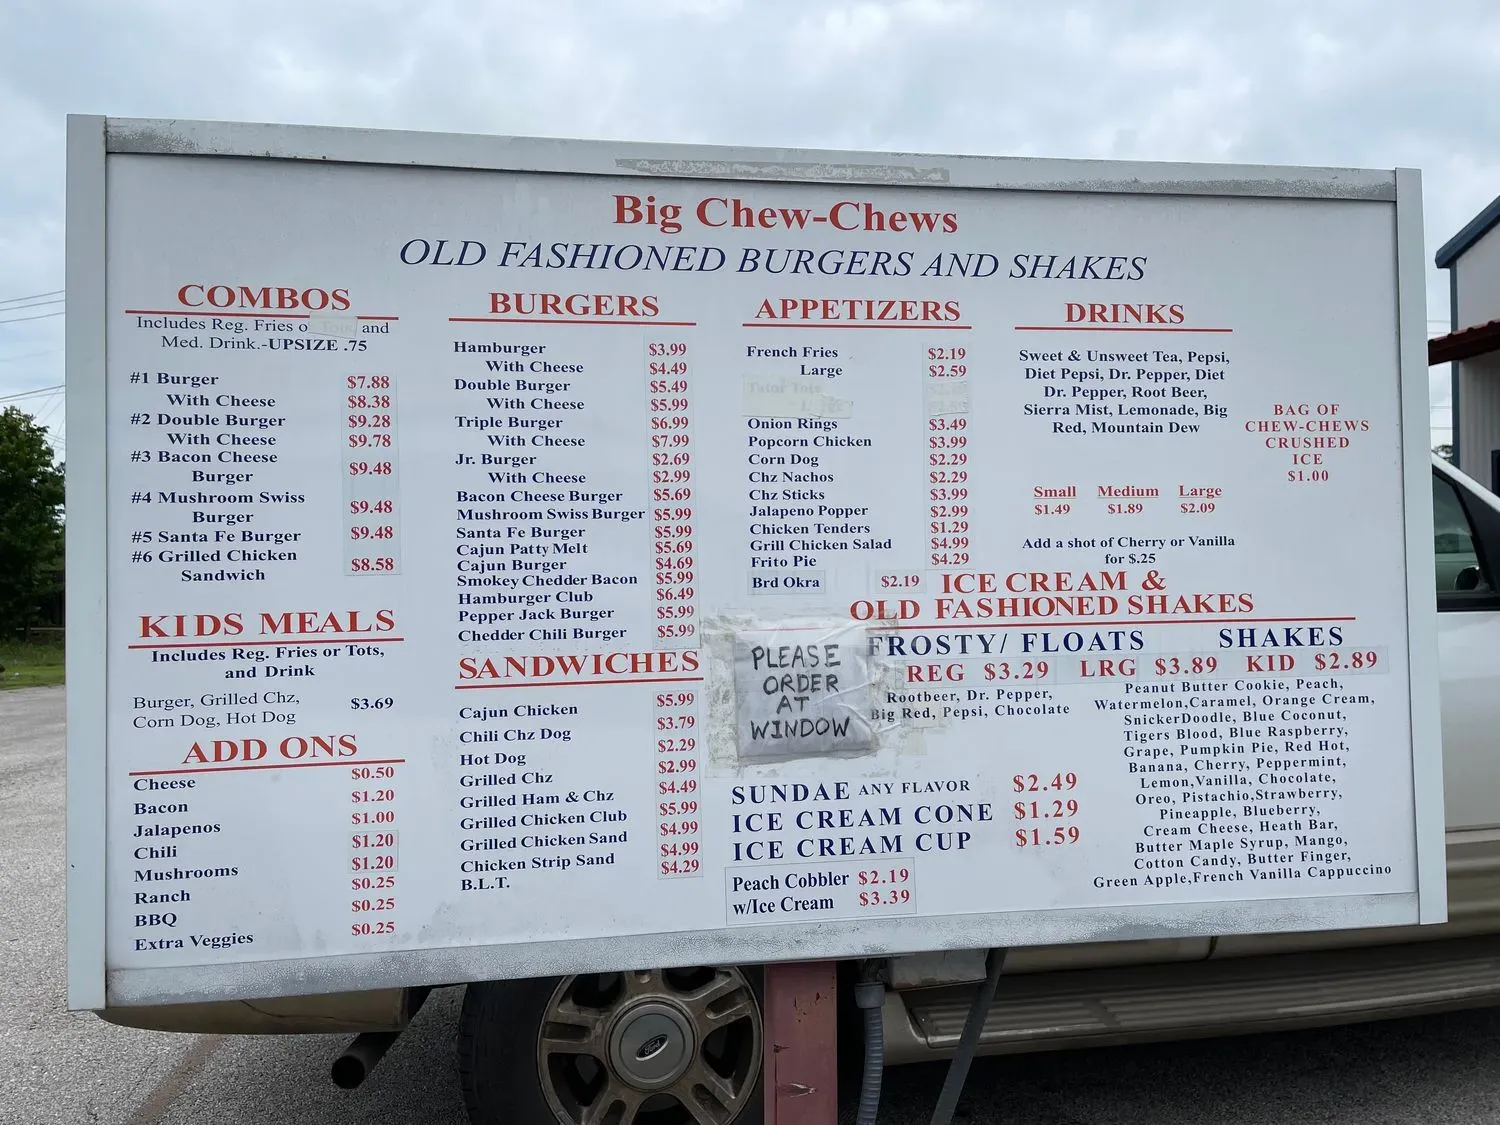 Big Chew-Chews
OLD FASHIONED BURGERS AND SHAKES
COMBOS
Includes Reg. Fries o and
Med. Drink.-UPSIZE .75
#1 Burger $7.88
With Cheese $8.38
#2 Double Burger $9.28
With Cheese $9.78
#3 Bacon Cheese
Burger $9.48
#4 Mushroom Swiss
Burger $9.48
#5 Santa Fe Burger $9.48
#6 Grilled Chicken
Sandwich $8.58
KIDS MEALS
Includes Reg. Fries or Tots,
and Drink
Burger, Grilled Chz, $3.69
Corn Dog, Hot Dog
ADD ONS
Cheese $0.50
Bacon $1.20
Jalapenos $1.00
Chili $1.20
Mushrooms $1.20
Ranch $0.25
BBQ $0.25
Extra Veggies $0.25
BURGERS
Hamburger $3.99
With Cheese $4.49
Double Burger $5.49
With Cheese $5.99
Triple Burger $6.99
With Cheese $7.99
Jr. Burger $2.69
With Cheese $2.99
Bacon Cheese Burger $5.69
Mushroom Swiss Burger $5.99
Santa Fe Burger $5.99
Cajun Patty Melt $5.69
Cajun Burger $4.69
Smokey Chedder Bacon $5.99
Hamburger Club $6.49
Pepper Jack Burger $5.99
Chedder Chili Burger $5.99
SANDWICHES
Cajun Chicken $5.99
Chili Chz Dog $3.79
Hot Dog $2.29
Grilled Chz $2.99
Grilled Ham & Chz $4.49
Grilled Chicken Club $5.99
Grilled Chicken Sand $4.99
Chicken Strip Sand $4.99
B.L.T. $4.29
APPETIZERS
French Fries $2.19
Large $2.59
Tator Tots
Onion Rings $3.49
Popcorn Chicken $3.99
Corn Dog $2.29
Chz Nachos $2.29
Chz Sticks $3.99
Jalapeno Popper $2.99
Chicken Tenders $1.29
Grill Chicken Salad $4.99
Frito Pie $4.29
Brd Okra $2.19
DRINKS
Sweet & Unsweet Tea, Pepsi,
Diet Pepsi, Dr. Pepper, Diet
Dr. Pepper, Root Beer,
Sierra Mist, Lemonade, Big
Red, Mountain Dew
Small Medium Large
$1.49 $1.89 $2.09
Add a shot of Cherry or Vanilla
for $.25
BAG OF
CHEW-CHEWS
CRUSHED
ICE
$1.00
ICE CREAM &
OLD FASHIONED SHAKES
FROSTY/ FLOATS SHAKES
REG $3.29 LRG $3.89 KID $2.89
Rootbeer, Dr. Pepper,
Big Red, Pepsi, Chocolate
Peanut Butter Cookie, Peach,
Watermelon,Caramel, Orange Cream,
SnickerDoodle, Blue Coconut,
Tigers Blood, Blue Raspberry,
Grape, Pumpkin Pie, Red Hot,
Banana, Cherry, Peppermint,
Lemon,Vanilla, Chocolate,
Oreo, Pistachio,Strawberry,
Pineapple, Blueberry,
Cream Cheese, Heath Bar,
Butter Maple Syrup, Mango,
Cotton Candy, Butter Finger,
Green Apple,French Vanilla Cappuccino
PLEASE
ORDER
AT
WINDOW
SUNDAE ANY FLAVOR $2.49
ICE CREAM CONE $1.29
ICE CREAM CUP $1.59
Peach Cobbler $2.19
w/Ice Cream $3.39
Ford